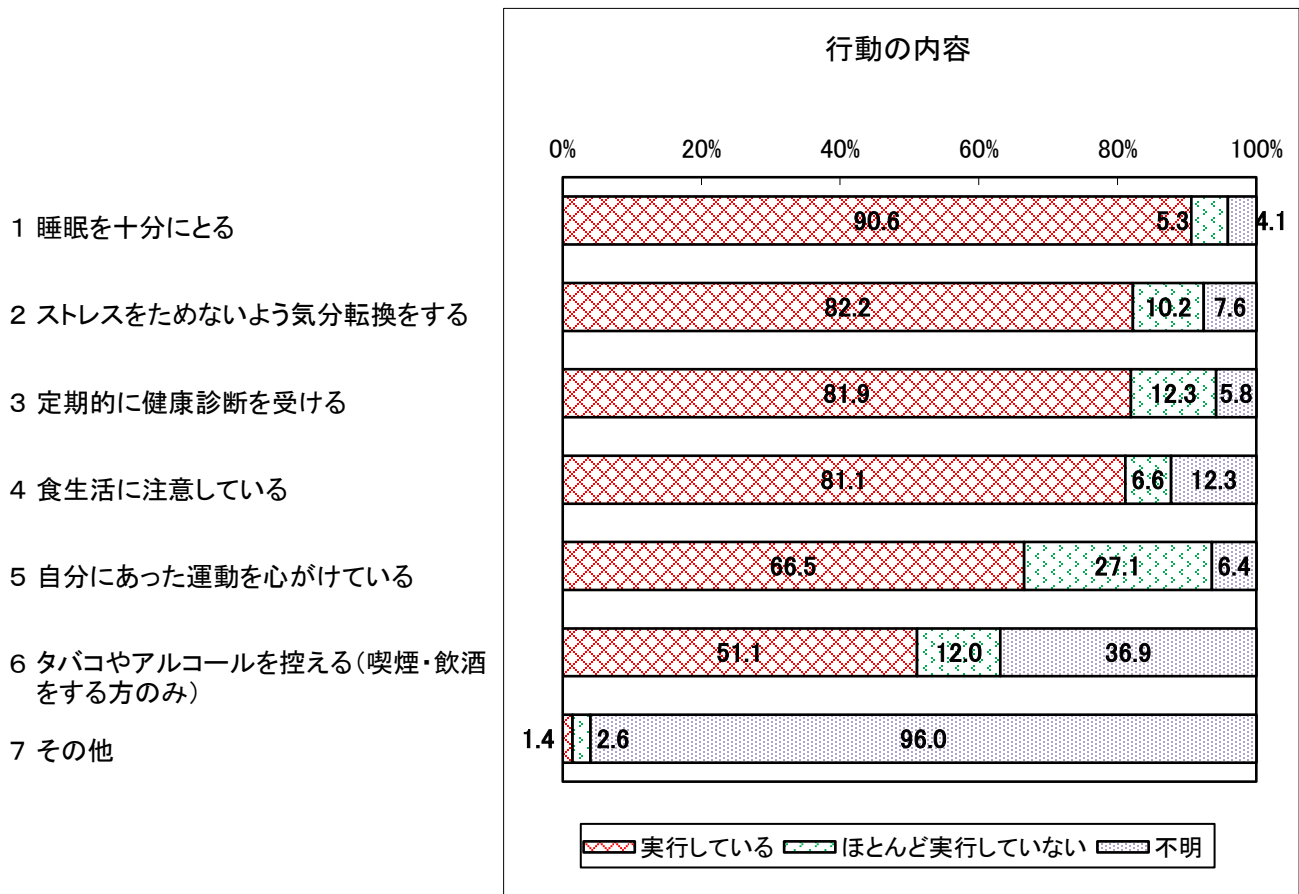 行動の内容
0% 20% 40% 60% 80% 100%
1 睡眠を十分にとる 90.6 5.3 4.1
2 ストレスをためないよう気分転換をする 82.2 10.2 7.6
3 定期的に健康診断を受ける 81.9 12.3 5.8
4 食生活に注意している 81.1 6.6 12.3
5 自分にあった運動を心がけている 66.5 27.1 6.4
6 タバコやアルコールを控える(喫煙・飲酒 51.1 12.0 36.9
をする方のみ)
7 その他 1.4 2.6 96.0
実行している ほとんど実行していない 不明